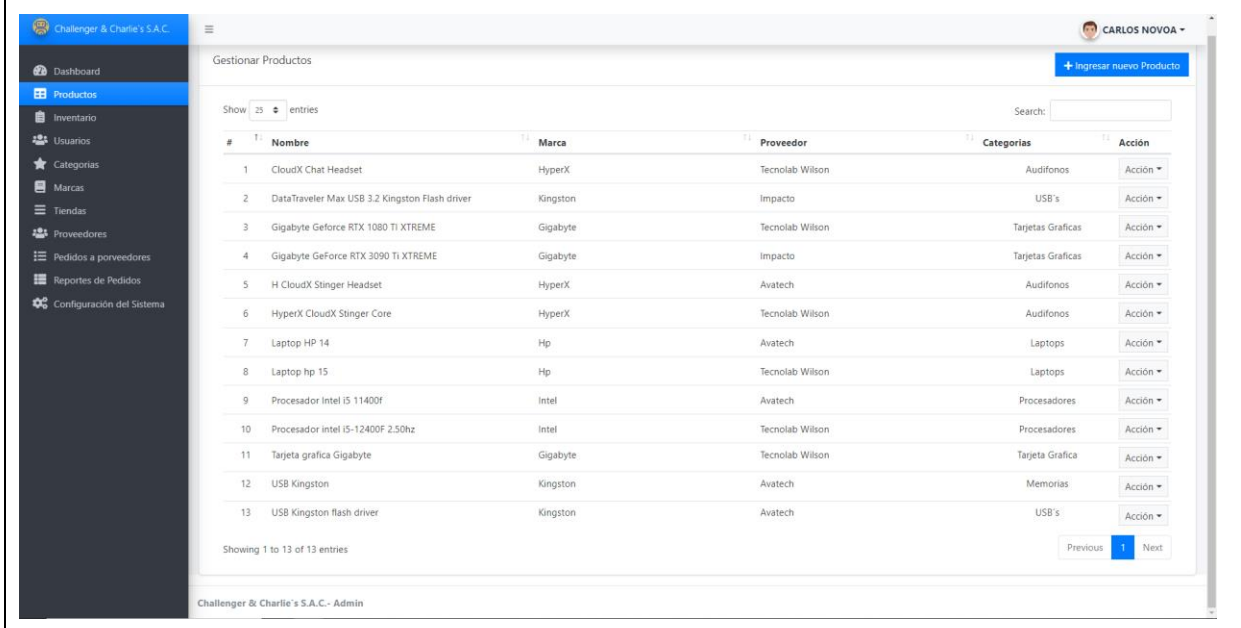 Challenger & Charlie's S.A.C.
CARLOS NOVOA
Dashboard
Productos
Inventario
Usuarios
Categorias
Marcas
Tiendas
Proveedores
Pedidos a porveedores
Reportes de Pedidos
Configuración del Sistema
Gestionar Productos
+ Ingresar nuevo Producto
Show 25 entries
Search:
# Nombre Marca Proveedor Categorias Acción
1 CloudX Chat Headset HyperX Tecnolab Wilson Audifonos Acción
2 DataTraveler Max USB 3.2 Kingston Flash driver Kingston Impacto USB`s Acción
3 Gigabyte Geforce RTX 1080 TI XTREME Gigabyte Tecnolab Wilson Tarjetas Graficas Acción
4 Gigabyte GeForce RTX 3090 Ti XTREME Gigabyte Impacto Tarjetas Graficas Acción
5 H CloudX Stinger Headset HyperX Avatech Audifonos Acción
6 HyperX CloudX Stinger Core HyperX Tecnolab Wilson Audifonos Acción
7 Laptop HP 14 Hp Avatech Laptops Acción
8 Laptop hp 15 Hp Tecnolab Wilson Laptops Acción
9 Procesador Intel i5 11400f Intel Avatech Procesadores Acción
10 Procesador intel i5-12400F 2.50hz Intel Tecnolab Wilson Procesadores Acción
11 Tarjeta grafica Gigabyte Gigabyte Tecnolab Wilson Tarjeta Grafica Acción
12 USB Kingston Kingston Avatech Memorias Acción
13 USB Kingston flash driver Kingston Avatech USB`s Acción
Showing 1 to 13 of 13 entries
Previous 1 Next
Challenger & Charlie`s S.A.C.- Admin